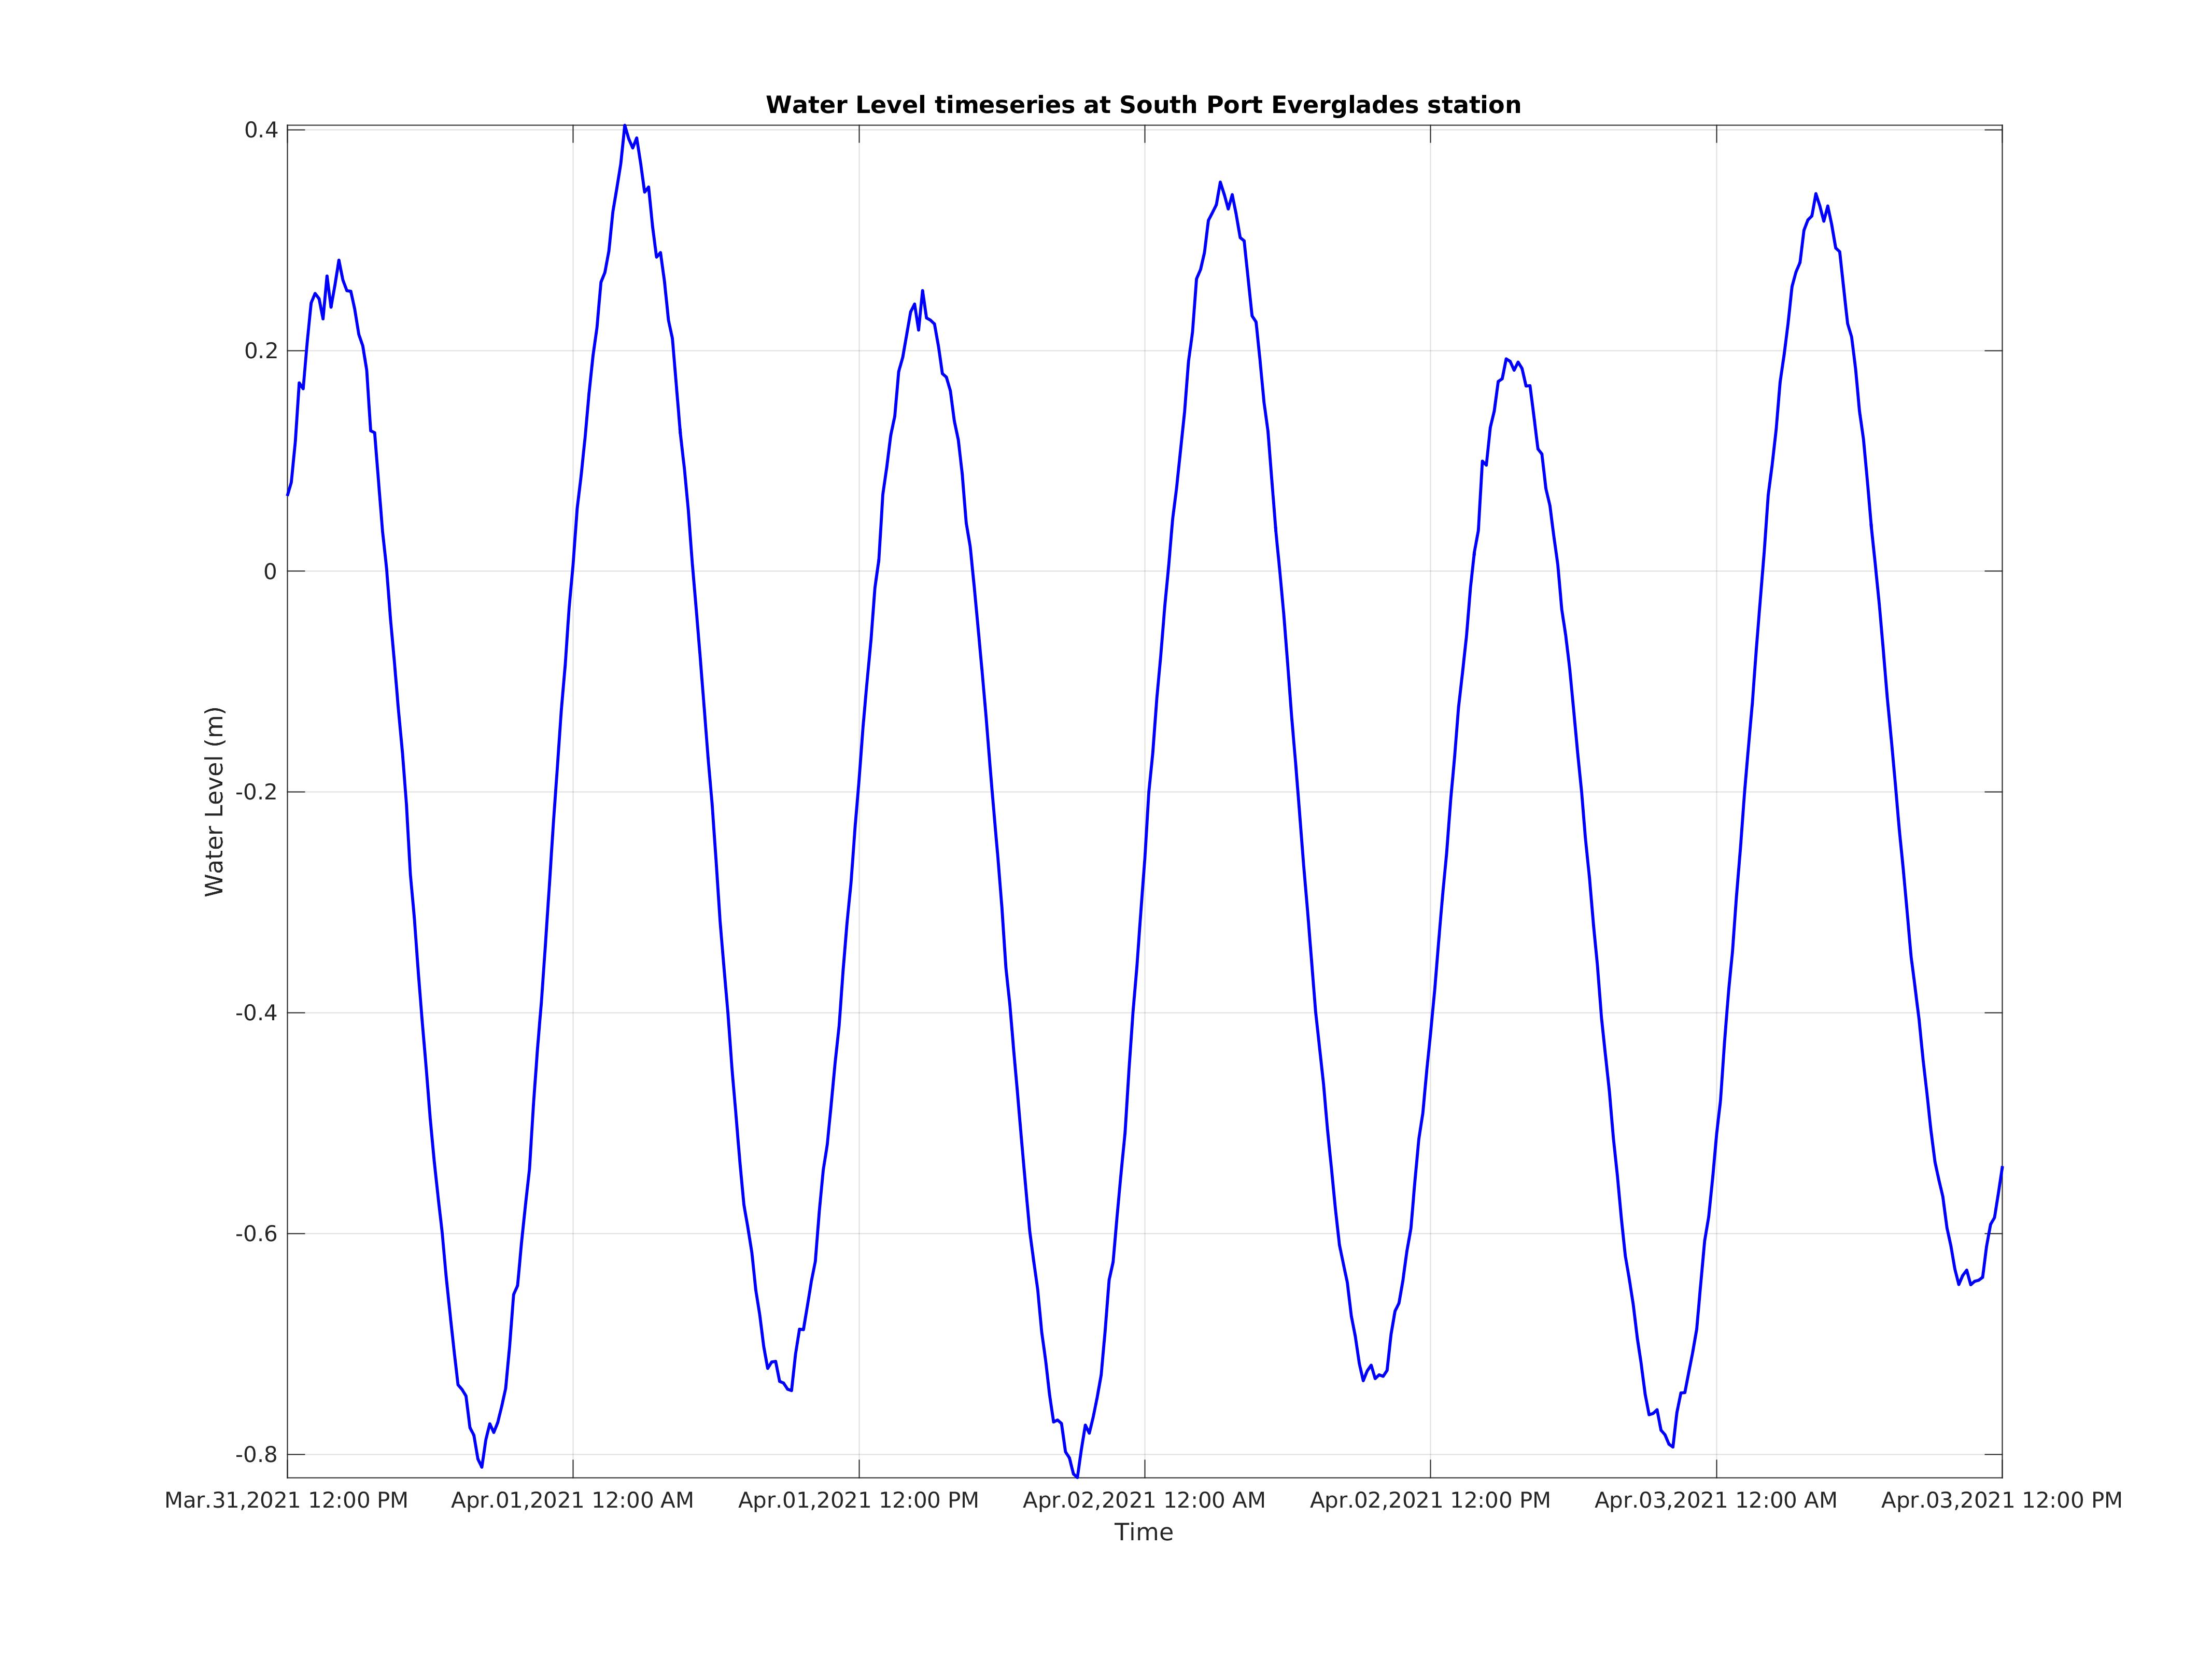 Water Level timeseries at South Port Everglades station
0.4
0.2
0
-0.2
-0.4
-0.6
-0.8
Water Level (m)
Mar.31,2021 12:00 PM Apr.01,2021 12:00 AM Apr.01,2021 12:00 PM Apr.02,2021 12:00 AM Apr.02,2021 12:00 PM Apr.03,2021 12:00 AM Apr.03,2021 12:00 PM
Time